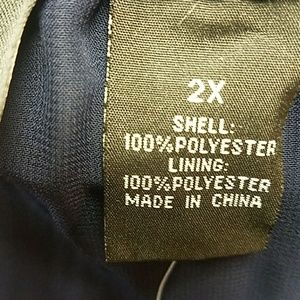 2X
SHELL:
100%POLYESTER
LINING:
100%POLYESTER
MADE IN CHINA